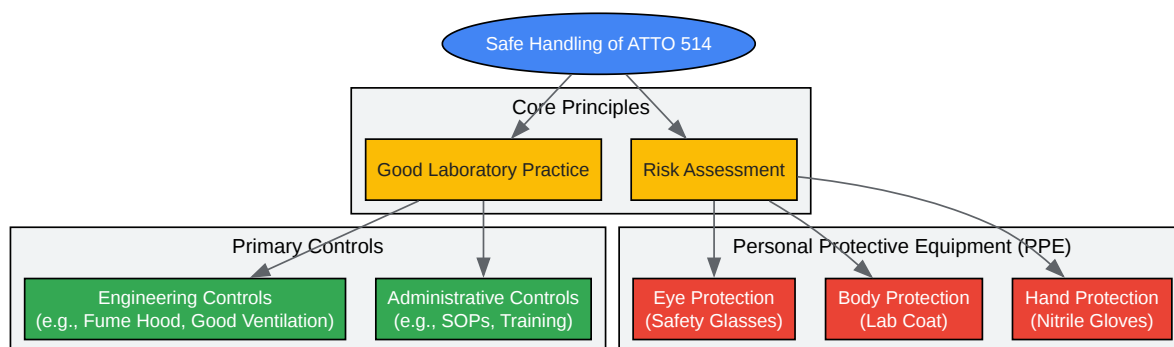 Safe Handling of ATTO 514
Core Principles
Good Laboratory Practice
Risk Assessment
Primary Controls
Personal Protective Equipment (PPE)
Engineering Controls
(e.g., Fume Hood, Good Ventilation)
Administrative Controls
(e.g., SOPs, Training)
Eye Protection
(Safety Glasses)
Body Protection
(Lab Coat)
Hand Protection
(Nitrile Gloves)